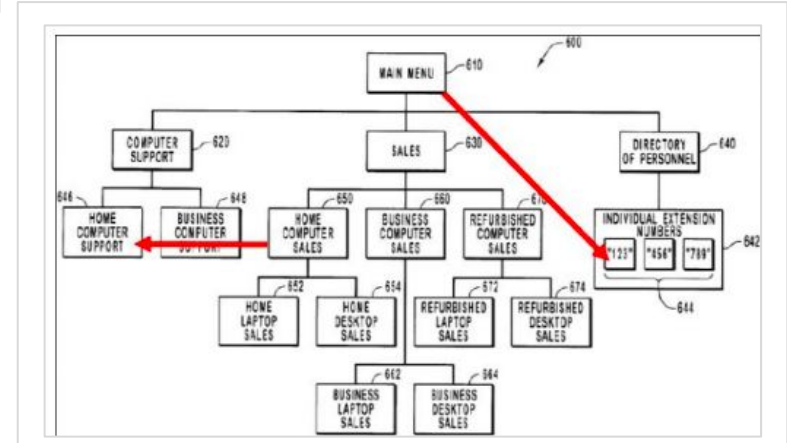 600
MAIN MENU
610
COMPUTER
SUPPORT
620
SALES
630
DIRECTORY
OF PERSONNEL
640
646
HOME
COMPUTER
SUPPORT
BUSINESS
COMPUTER
SUPPORT
648
HOME
COMPUTER
SALES
650
BUSINESS
COMPUTER
SALES
660
REFURBISHED
COMPUTER
SALES
670
INDIVIDUAL EXTENSION
NUMBERS
"123" "456" "789"
642
644
HOME
LAPTOP
SALES
652
HOME
DESKTOP
SALES
654
REFURBISHED
LAPTOP
SALES
672
REFURBISHED
DESKTOP
SALES
674
BUSINESS
LAPTOP
SALES
662
BUSINESS
DESKTOP
SALES
664